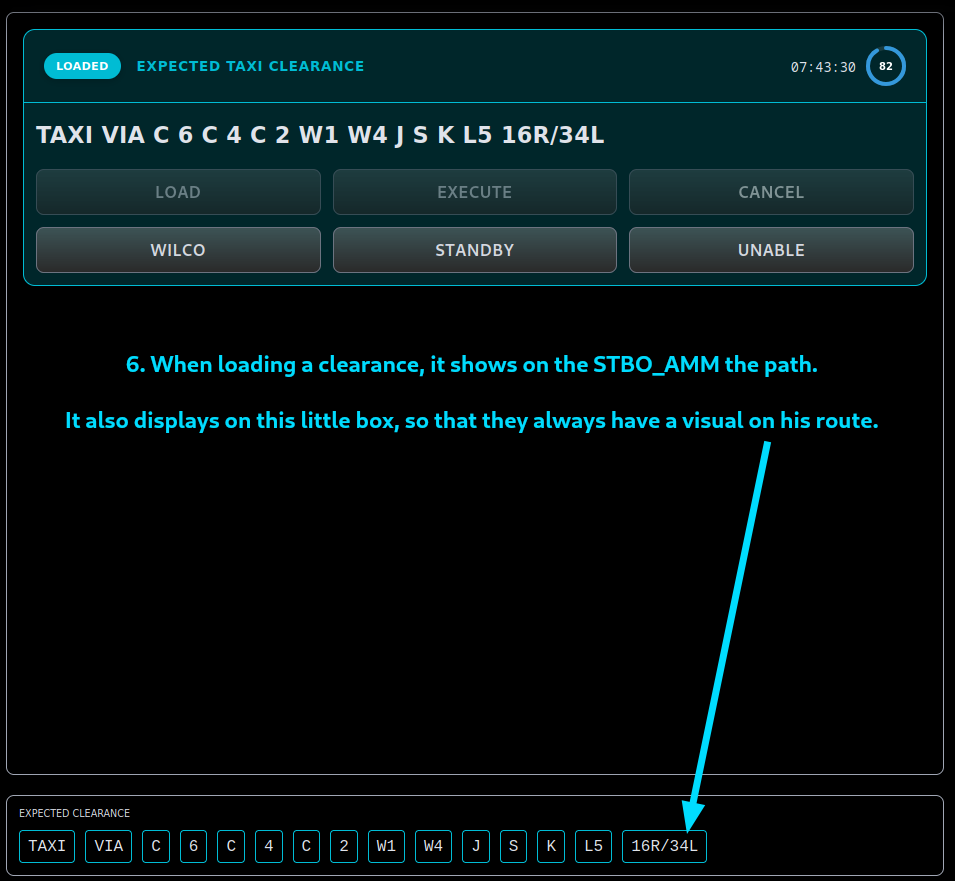 LOADED EXPECTED TAXI CLEARANCE 07:43:30 82
TAXI VIA C 6 C 4 C 2 W1 W4 J S K L5 16R/34L
LOAD EXECUTE CANCEL
WILCO STANDBY UNABLE
6. When loading a clearance, it shows on the STBO_AMM the path.
It also displays on this little box, so that they always have a visual on his route.
EXPECTED CLEARANCE
TAXI VIA C 6 C 4 C 2 W1 W4 J S K L5 16R/34L